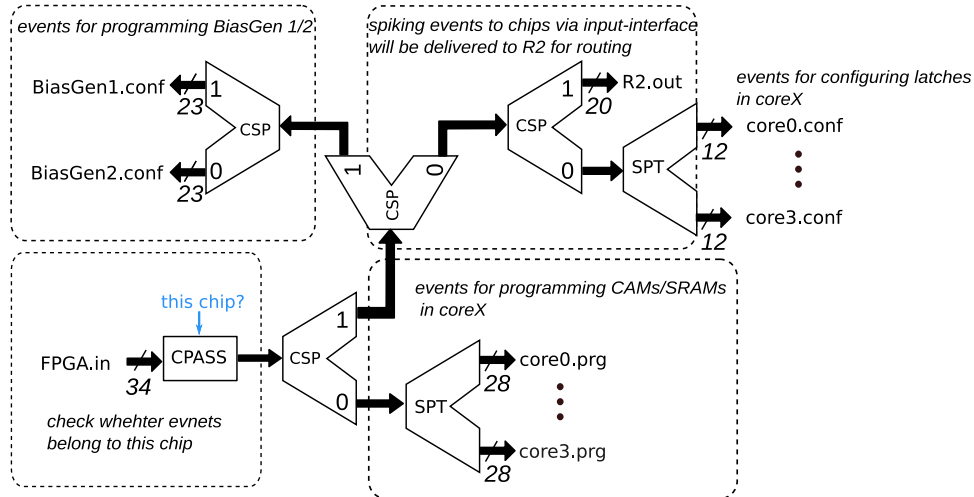 events for programming BiasGen 1/2
BiasGen1.conf
23
1
CSP
BiasGen2.conf
23
0
spiking events to chips via input-interface
will be delivered to R2 for routing
1
0
CSP
CSP
1
0
20
R2.out
SPT
events for configuring latches
in coreX
12
core0.conf
12
core3.conf
this chip?
FPGA.in
34
CPASS
check whehter evnets
belong to this chip
CSP
1
0
events for programming CAMs/SRAMs
in coreX
SPT
28
core0.prg
28
core3.prg